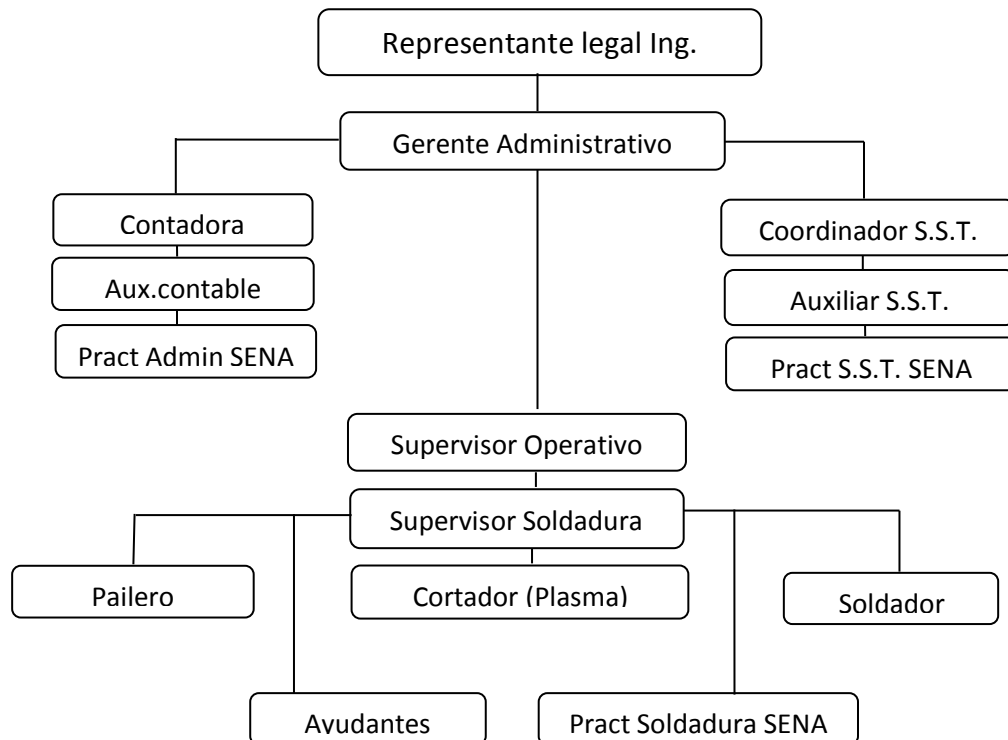 Representante legal Ing.
Gerente Administrativo
Contadora
Coordinador S.S.T.
Aux.contable
Auxiliar S.S.T.
Pract Admin SENA
Pract S.S.T. SENA
Supervisor Operativo
Supervisor Soldadura
Pailero
Cortador (Plasma)
Soldador
Ayudantes
Pract Soldadura SENA